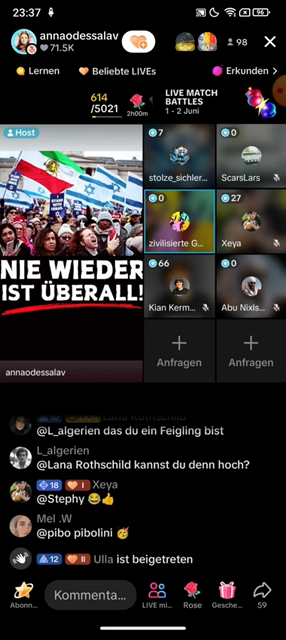 23:37
96
annaodessalav
71.5K
60+
98
Lernen
Beliebte LIVEs
Erkunden
614
/5021
2h00m
LIVE MATCH
BATTLES
1 - 2 Juni
Host
NIE WIEDER
IST ÜBERALL!
annaodessalav
7
stolze_sichler...
0
ScarsLars
0
zivilisierte G...
27
Xeya
66
Kian Kerm...
0
Abu Nixls...
Anfragen
Anfragen
Lana Rothschild
@L_algerien das du ein Feigling bist
L_algerien
@Lana Rothschild kannst du denn hoch?
18 I Xeya
@Stephy 😂👍
Mel .W
@pibo pibolini 🥳
12 II Ulla ist beigetreten
Abonn...
Kommenta...
LIVE mi...
Rose
Gesche...
59